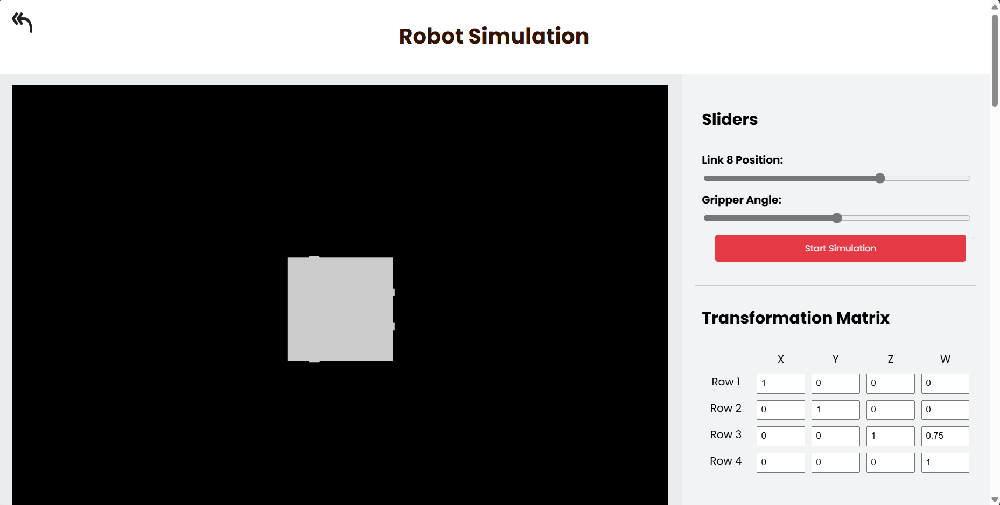 Robot Simulation
Sliders
Link 8 Position:
Gripper Angle:
Start Simulation
Transformation Matrix
X Y Z W
Row 1 1 0 0 0
Row 2 0 1 0 0
Row 3 0 0 1 0.75
Row 4 0 0 0 1